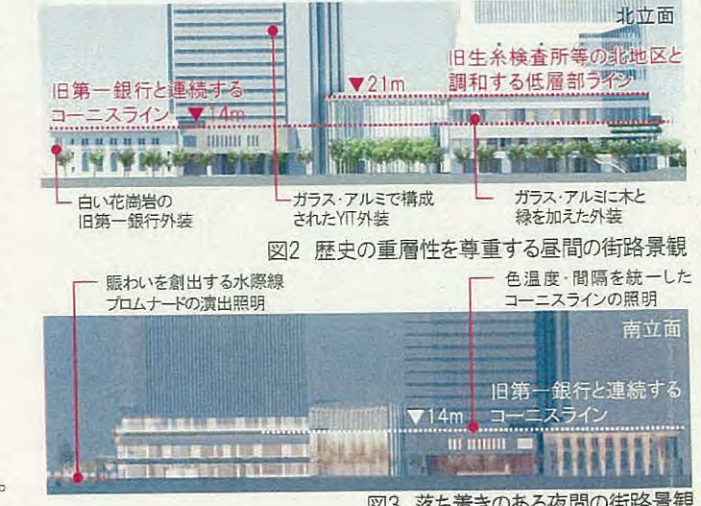 北立面
旧生糸検査所等の北地区と
調和する低層部ライン
▼21m
旧第一銀行と連続する
コーニスライン ▼14m
白い花崗岩の
旧第一銀行外装
ガラス・アルミで構成
されたYIT外装
ガラス・アルミに木と
緑を加えた外装
図2 歴史の重層性を尊重する昼間の街路景観
賑わいを創出する水際線
プロムナードの演出照明
色温度・間隔を統一した
コーニスラインの照明
南立面
旧第一銀行と連続する
▼14m コーニスライン
。
図3 落ち着きのある夜間の街路景観